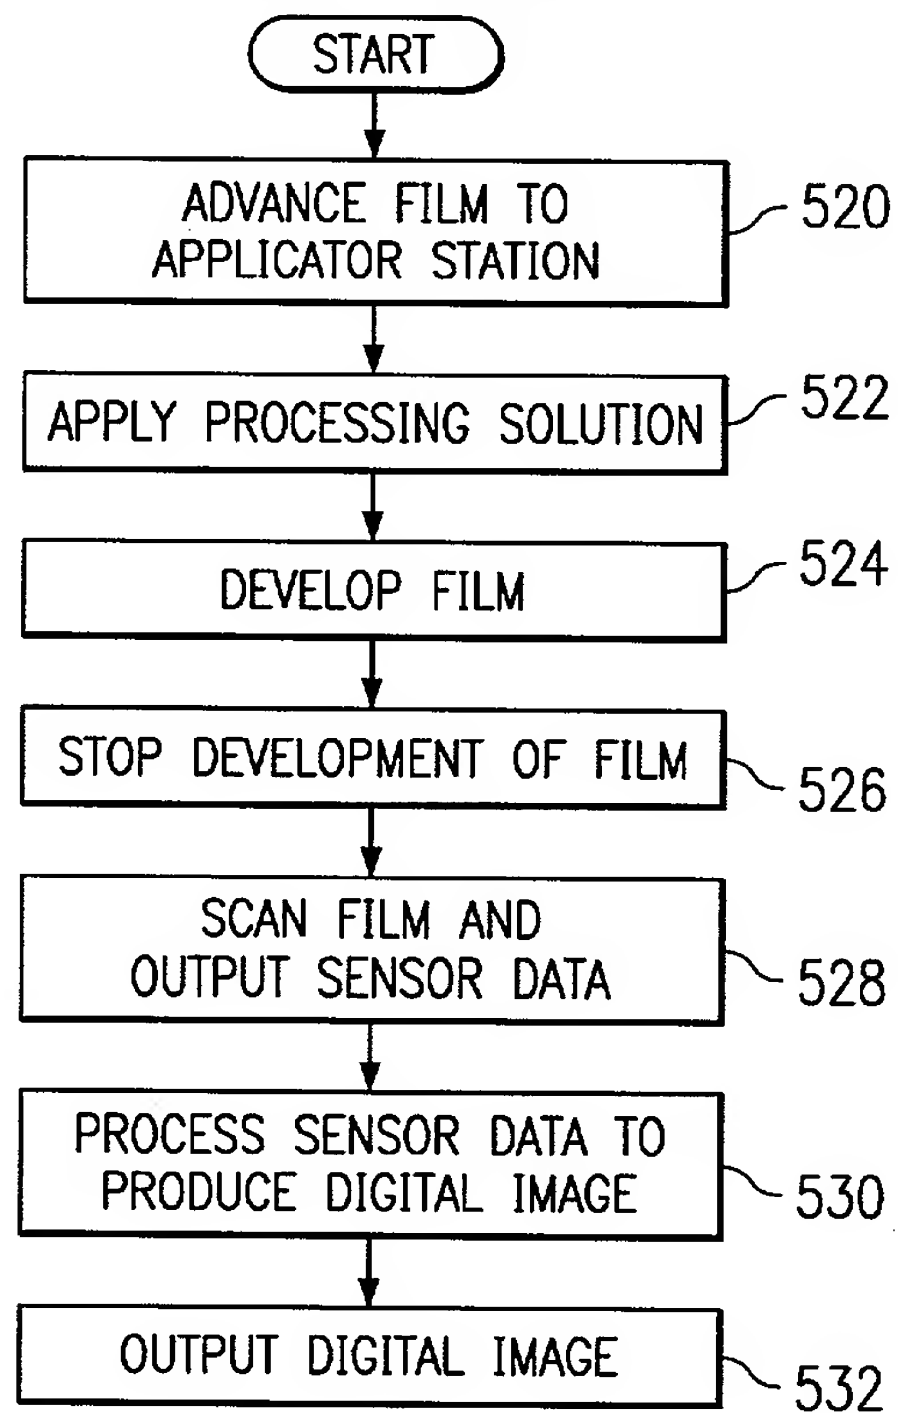 START
ADVANCE FILM TO
APPLICATOR STATION
520
APPLY PROCESSING SOLUTION
522
DEVELOP FILM
524
STOP DEVELOPMENT OF FILM
526
SCAN FILM AND
OUTPUT SENSOR DATA
528
PROCESS SENSOR DATA TO
PRODUCE DIGITAL IMAGE
530
OUTPUT DIGITAL IMAGE
532